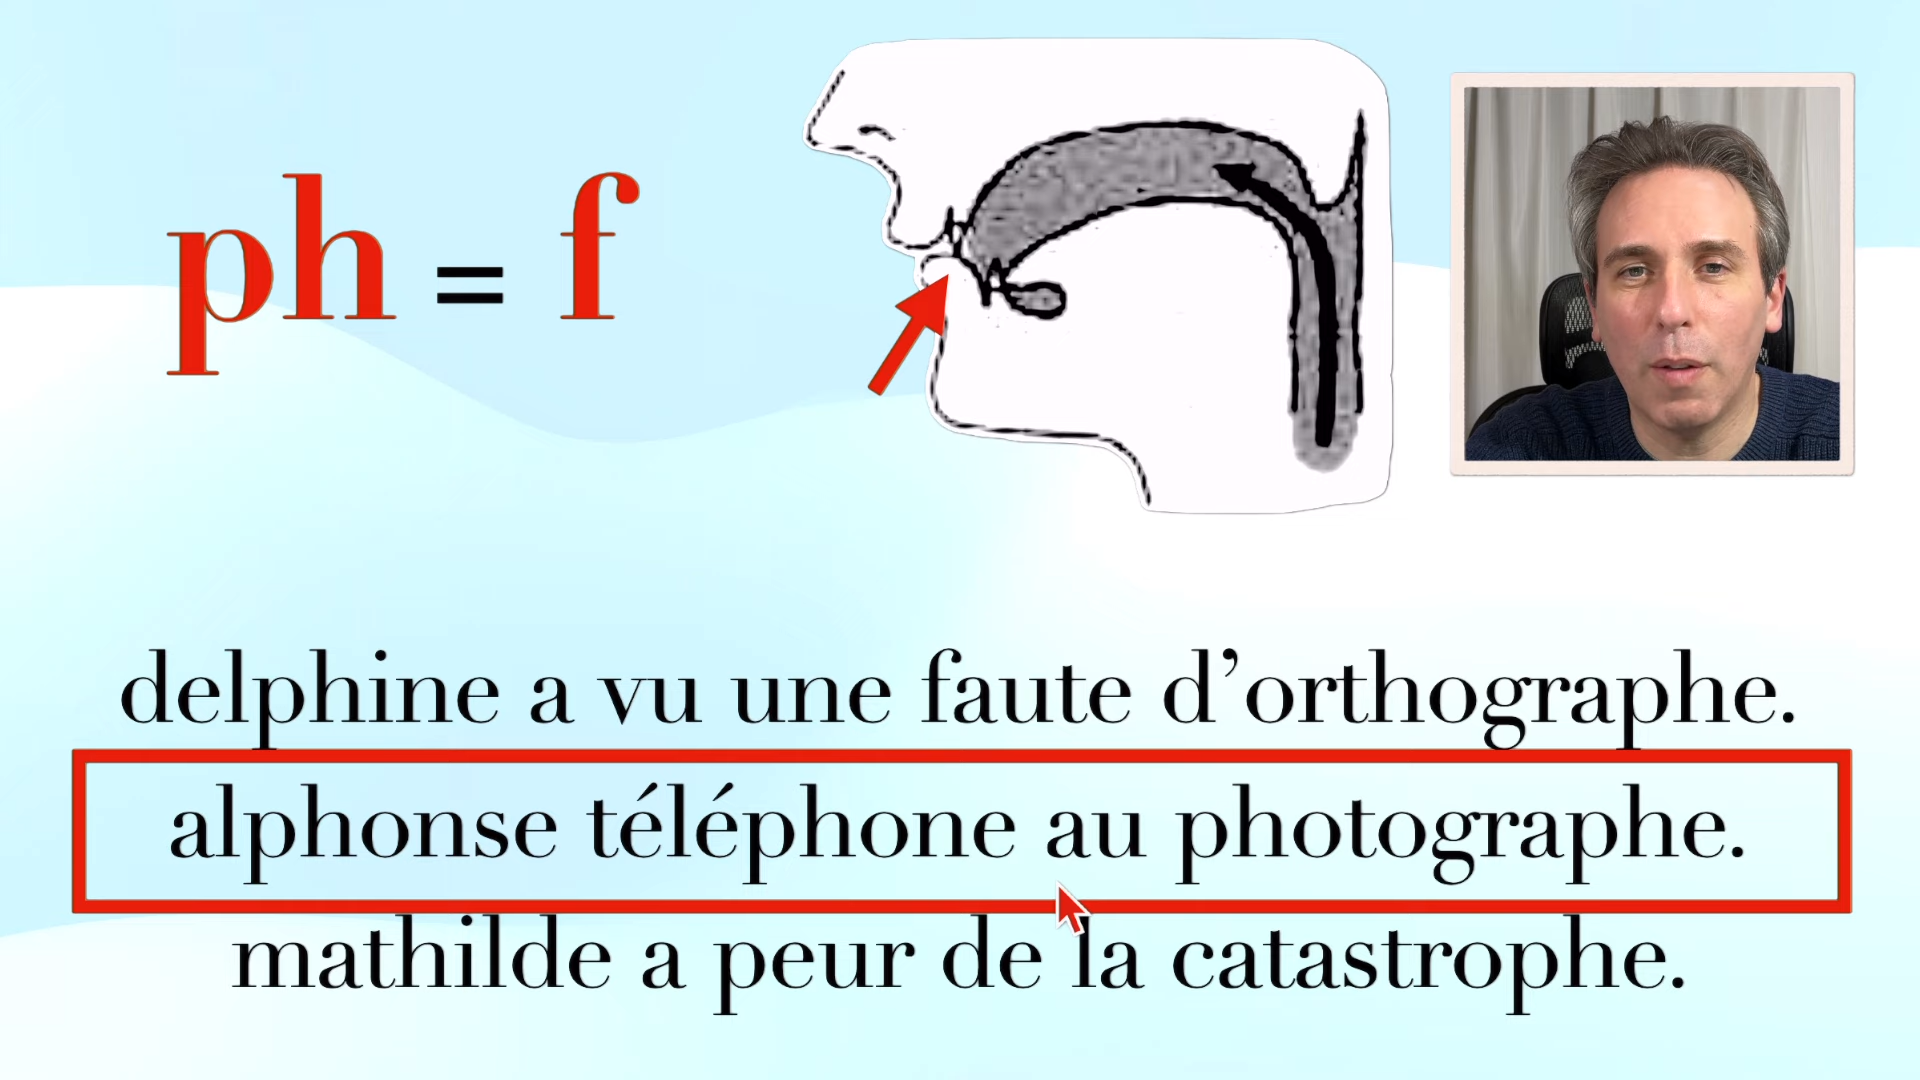 ph = f
delphine a vu une faute d’orthographe.
alphonse téléphone au photographe.
mathilde a peur de la catastrophe.